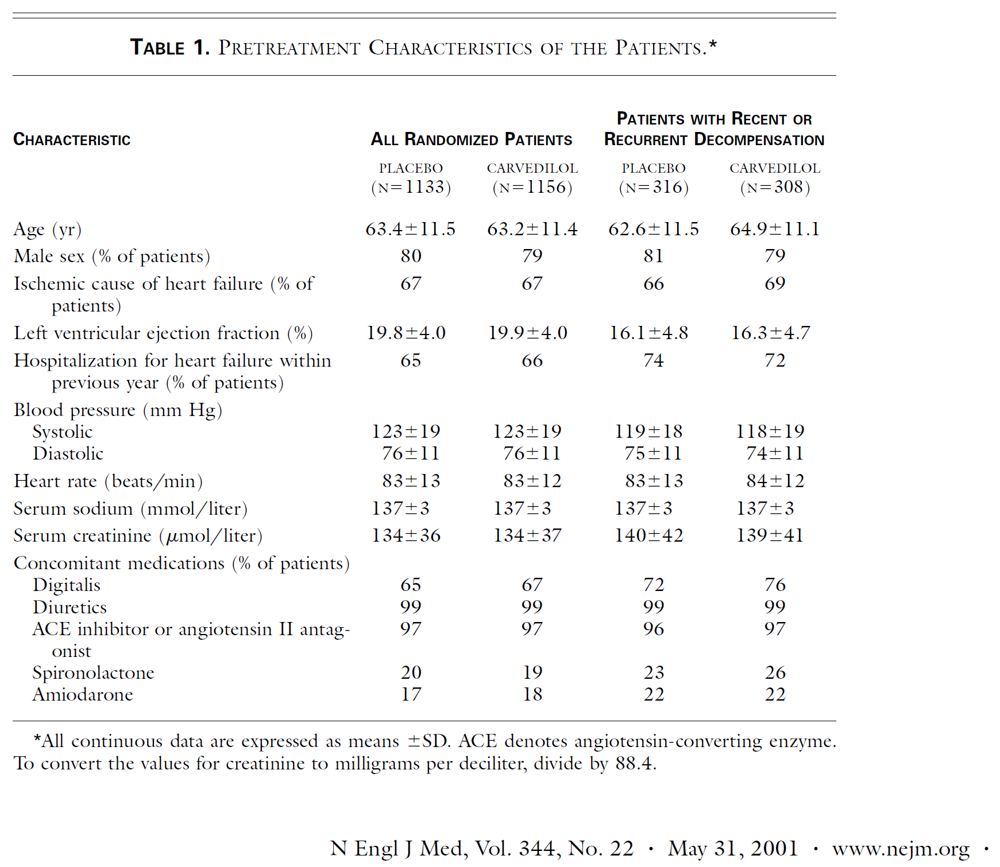 TABLE 1. PRETREATMENT CHARACTERISTICS OF THE PATIENTS.*
PATIENTS WITH RECENT OR
CHARACTERISTIC ALL RANDOMIZED PATIENTS RECURRENT DECOMPENSATION
PLACEBO CARVEDILOL PLACEBO CARVEDILOL
(N=1133) (N=1156) (N=316) (N=308)
Age (yr) 63.4±11.5 63.2±11.4 62.6±11.5 64.9±11.1
Male sex (% of patients) 80 79 81 79
Ischemic cause of heart failure (% of 67 67 66 69
patients)
Left ventricular ejection fraction (%) 19.8±4.0 19.9±4.0 16.1±4.8 16.3±4.7
Hospitalization for heart failure within 65 66 74 72
previous year (% of patients)
Blood pressure (mm Hg)
Systolic 123±19 123±19 119±18 118±19
Diastolic 76±11 76±11 75±11 74±11
Heart rate (beats/min) 83±13 83±12 83±13 84±12
Serum sodium (mmol/liter) 137±3 137±3 137±3 137±3
Serum creatinine (μmol/liter) 134±36 134±37 140±42 139±41
Concomitant medications (% of patients)
Digitalis 65 67 72 76
Diuretics 99 99 99 99
ACE inhibitor or angiotensin II antag- 97 97 96 97
onist
Spironolactone 20 19 23 26
Amiodarone 17 18 22 22
*All continuous data are expressed as means ±SD. ACE denotes angiotensin-converting enzyme.
To convert the values for creatinine to milligrams per deciliter, divide by 88.4.
N Engl J Med, Vol. 344, No. 22 · May 31, 2001 · www.nejm.org ·